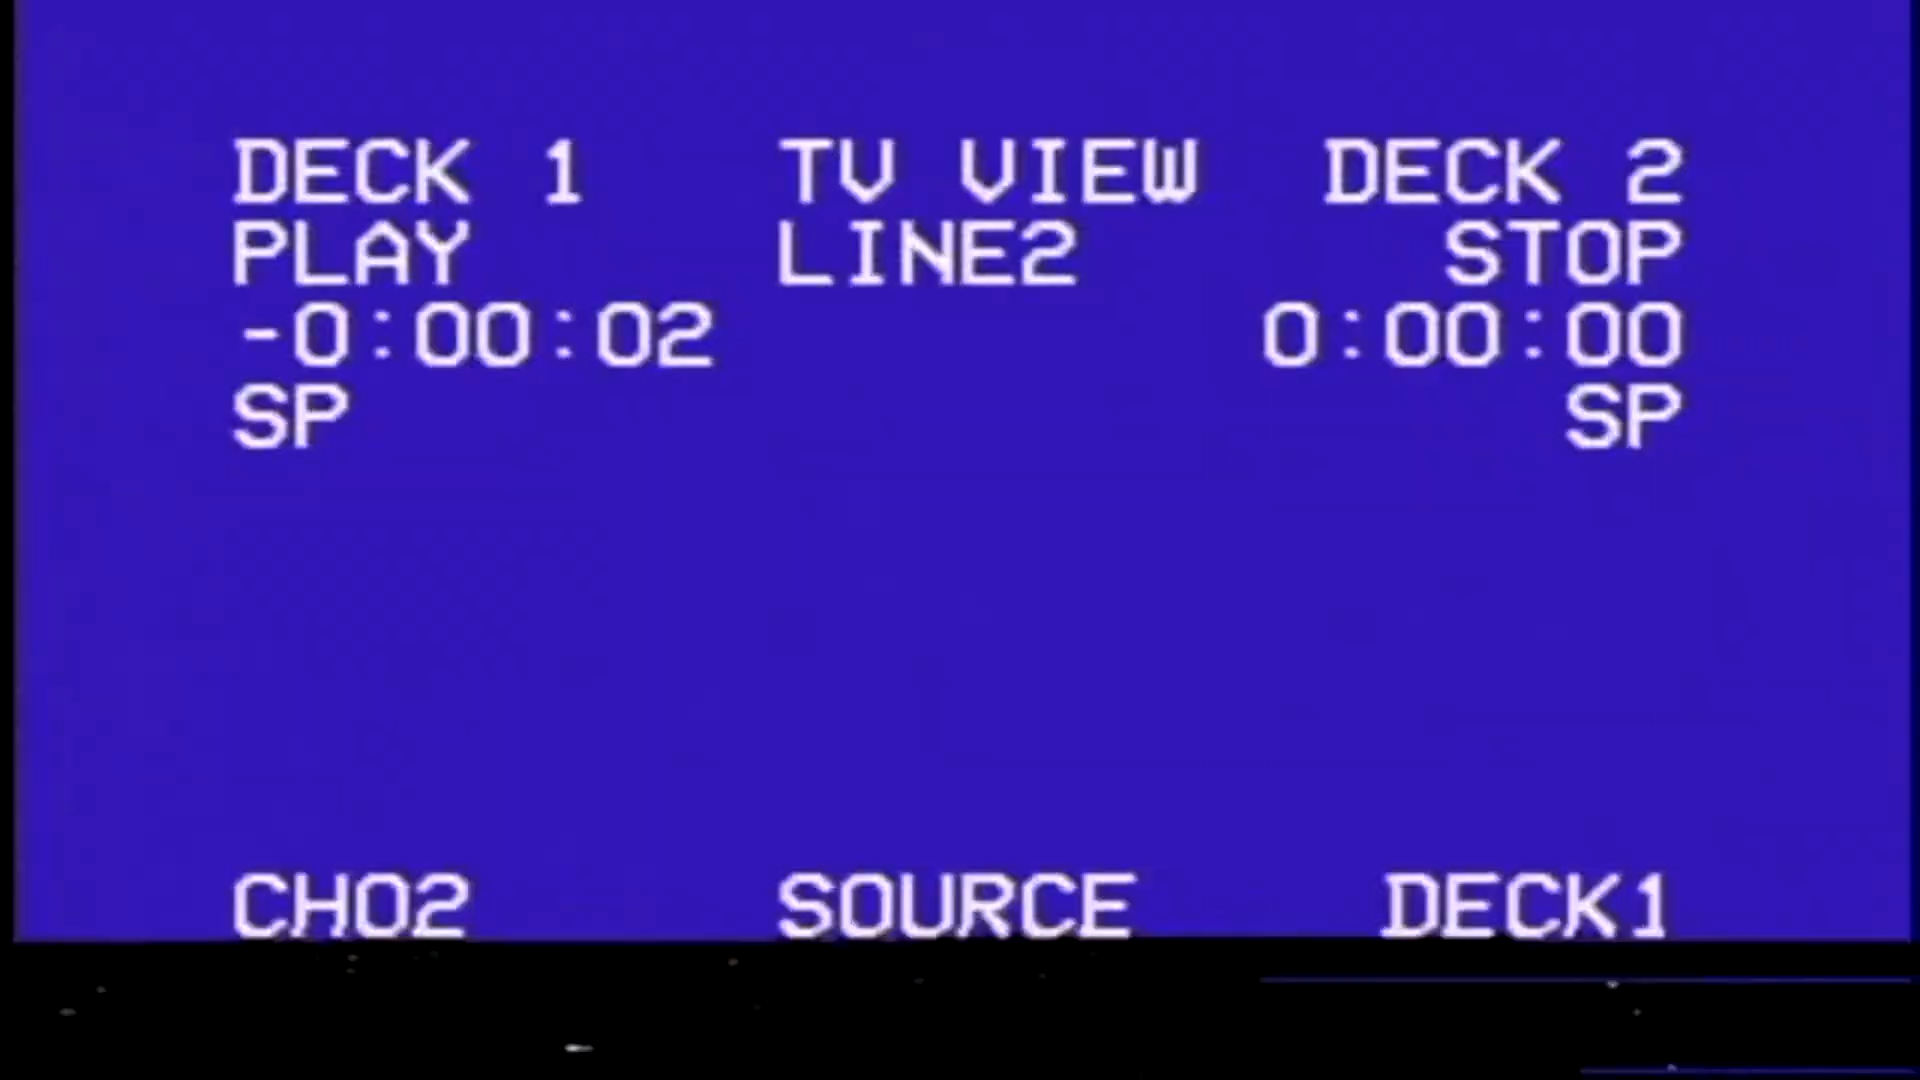 DECK 1 TV VIEW DECK 2
PLAY LINE2 STOP
-0:00:02 0:00:00
SP SP
CH02 SOURCE DECK1